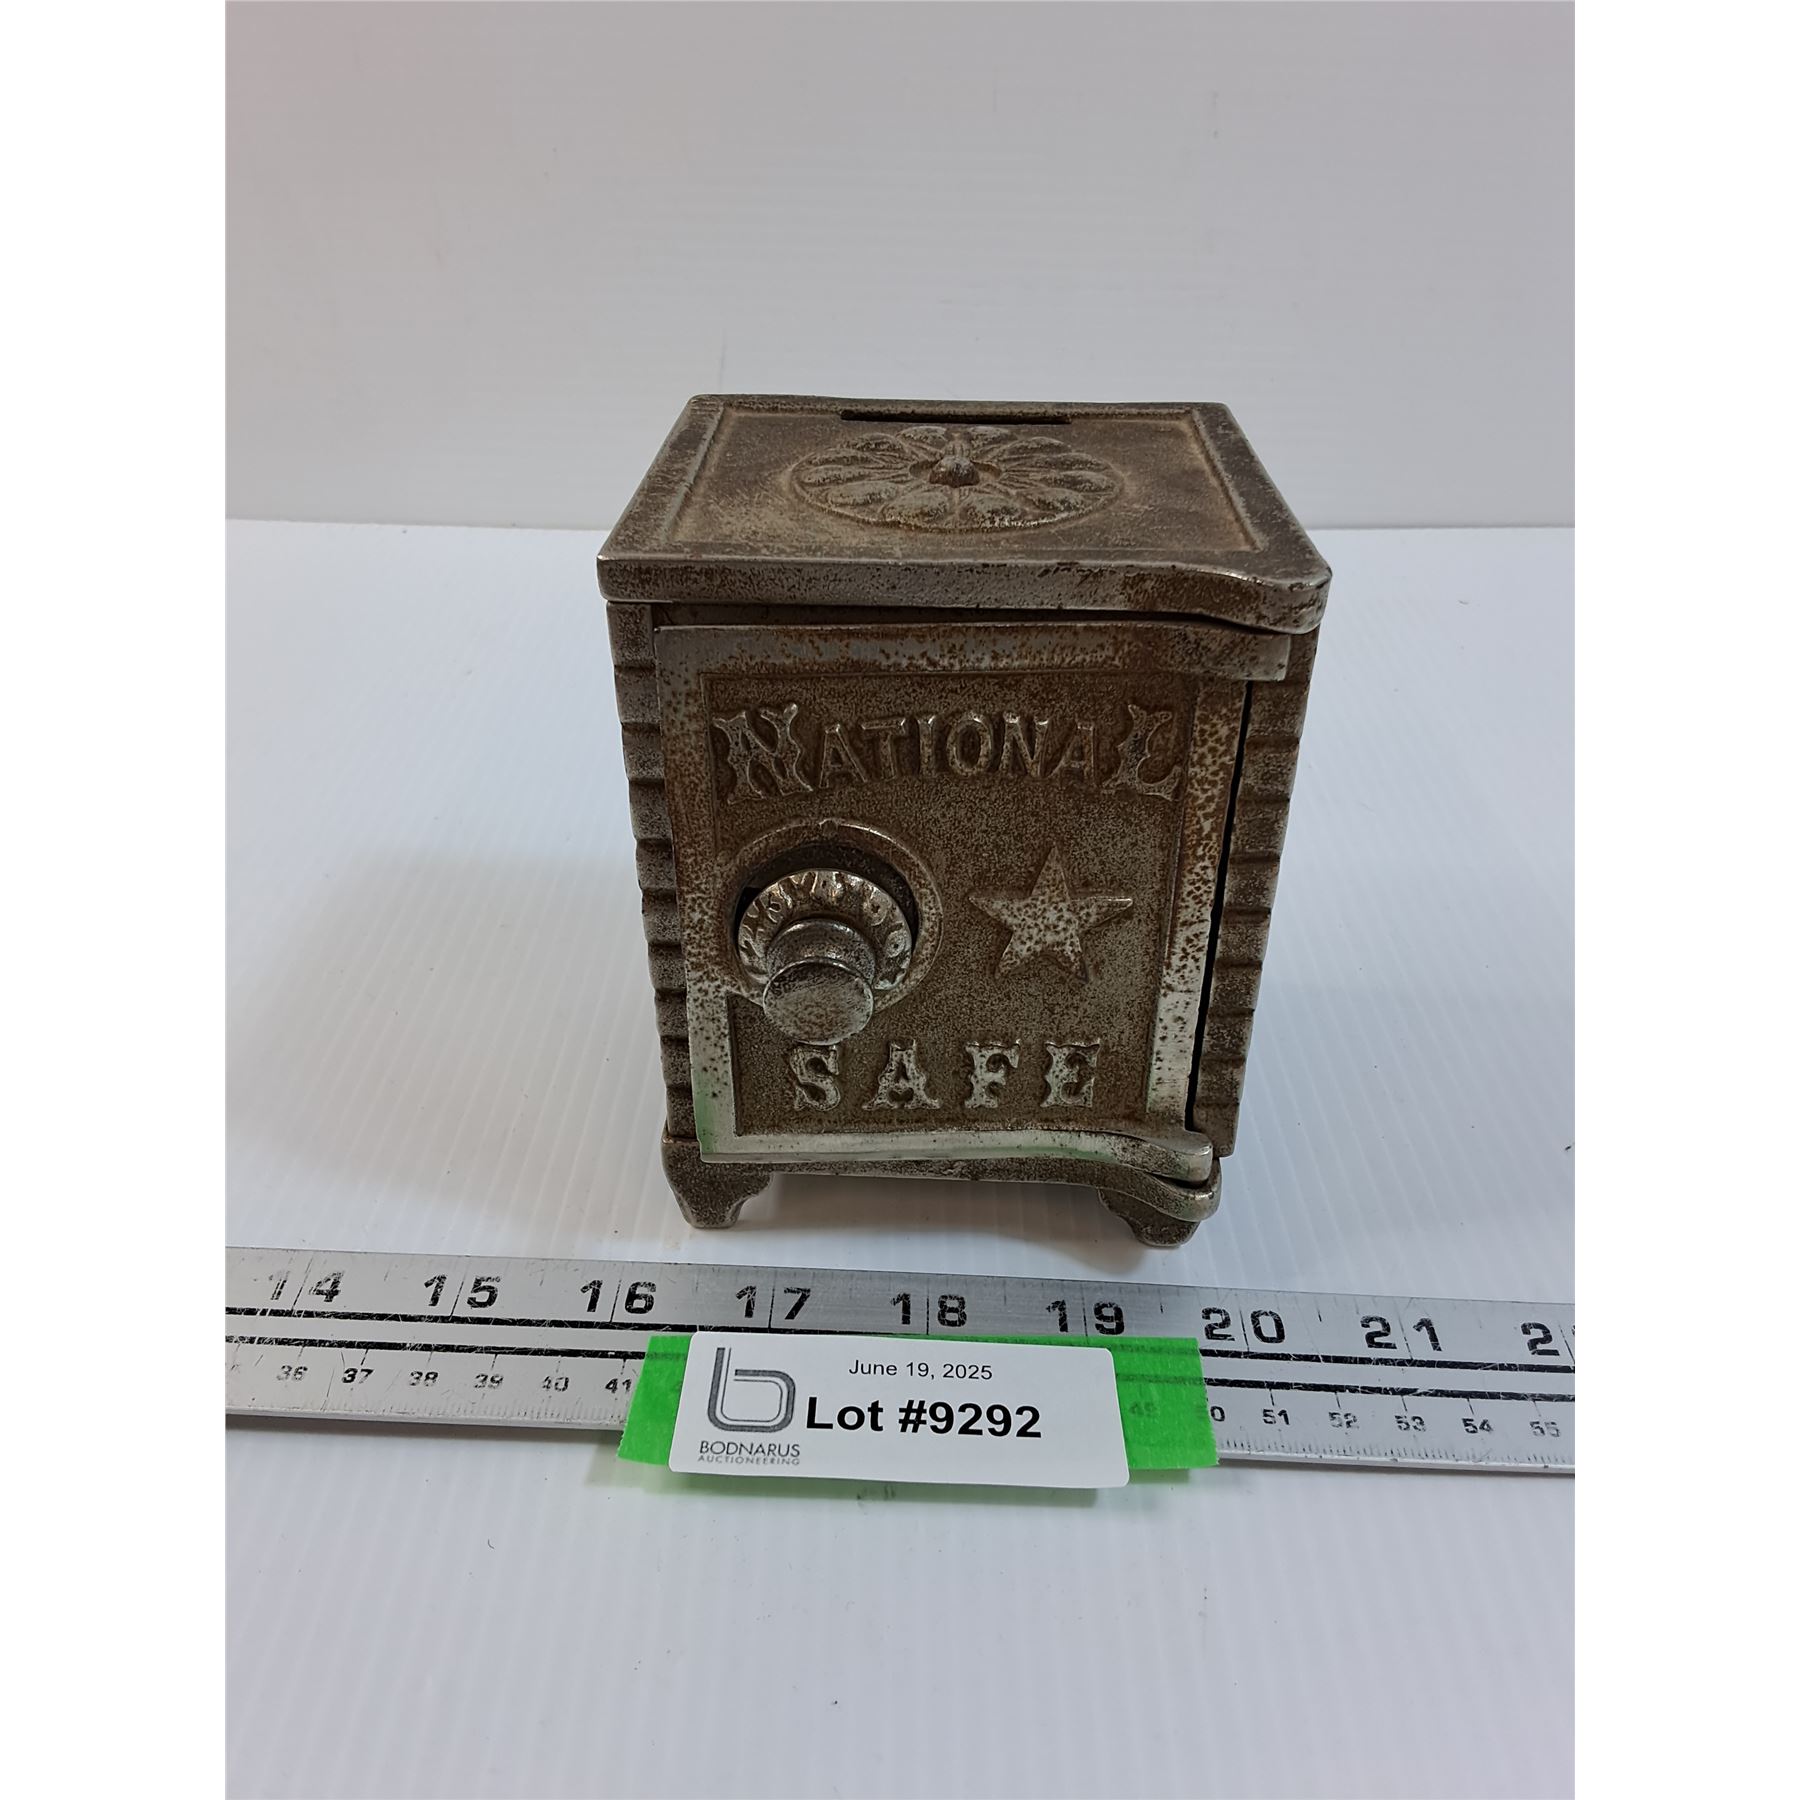 NATIONAL
SAFE
14 15 16 17 18 19 20 21
36 37 38 39 40 41 50 51 52 53 54 55
June 19, 2025
Lot #9292
BODNARUS
AUCTIONEERING